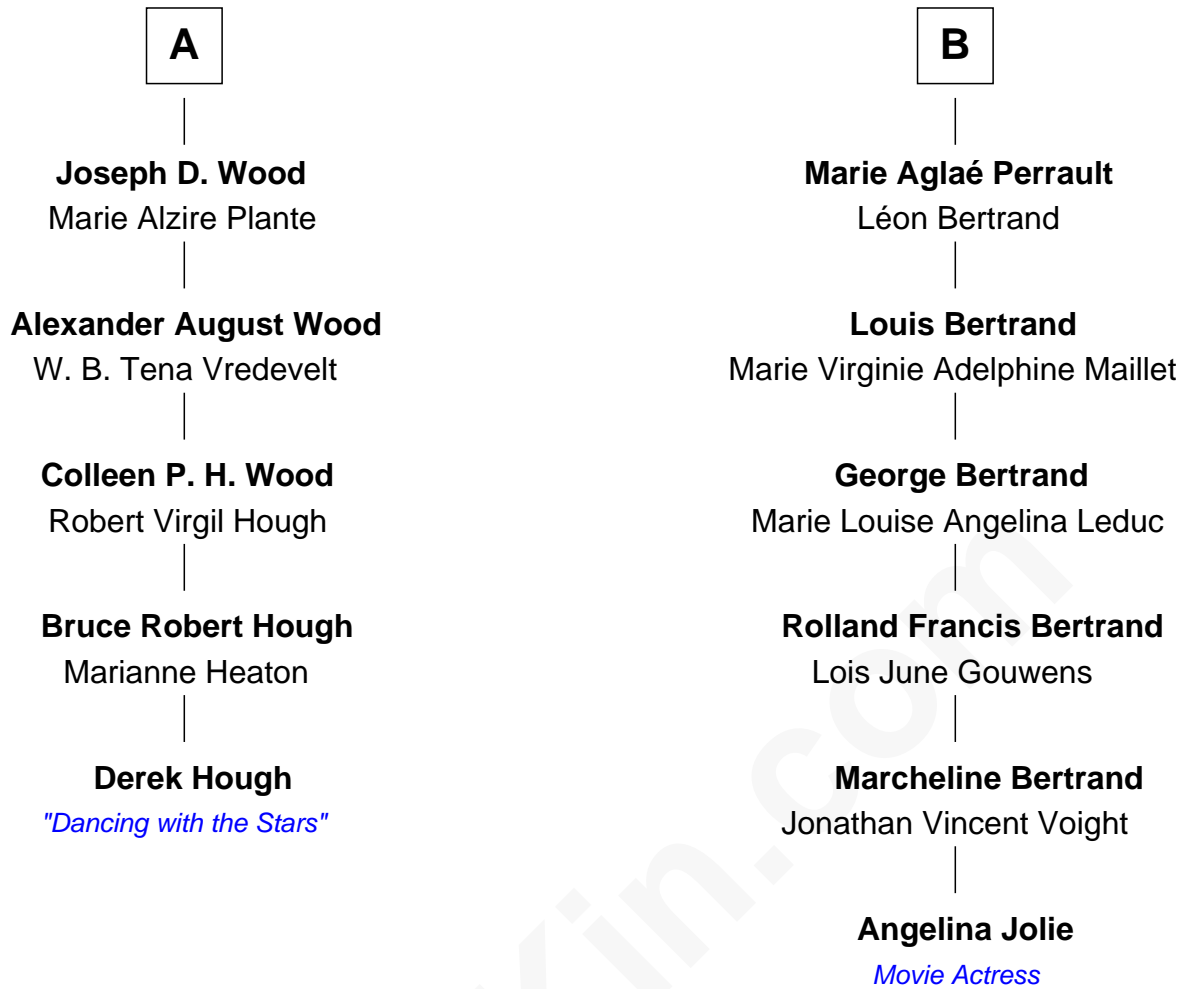 A
Joseph D. Wood
Marie Alzire Plante
Alexander August Wood
W. B. Tena Vredevelt
Colleen P. H. Wood
Robert Virgil Hough
Bruce Robert Hough
Marianne Heaton
Derek Hough
"Dancing with the Stars"
B
Marie Aglaé Perrault
Léon Bertrand
Louis Bertrand
Marie Virginie Adelphine Maillet
George Bertrand
Marie Louise Angelina Leduc
Rolland Francis Bertrand
Lois June Gouwens
Marcheline Bertrand
Jonathan Vincent Voight
Angelina Jolie
Movie Actress
Kin.com